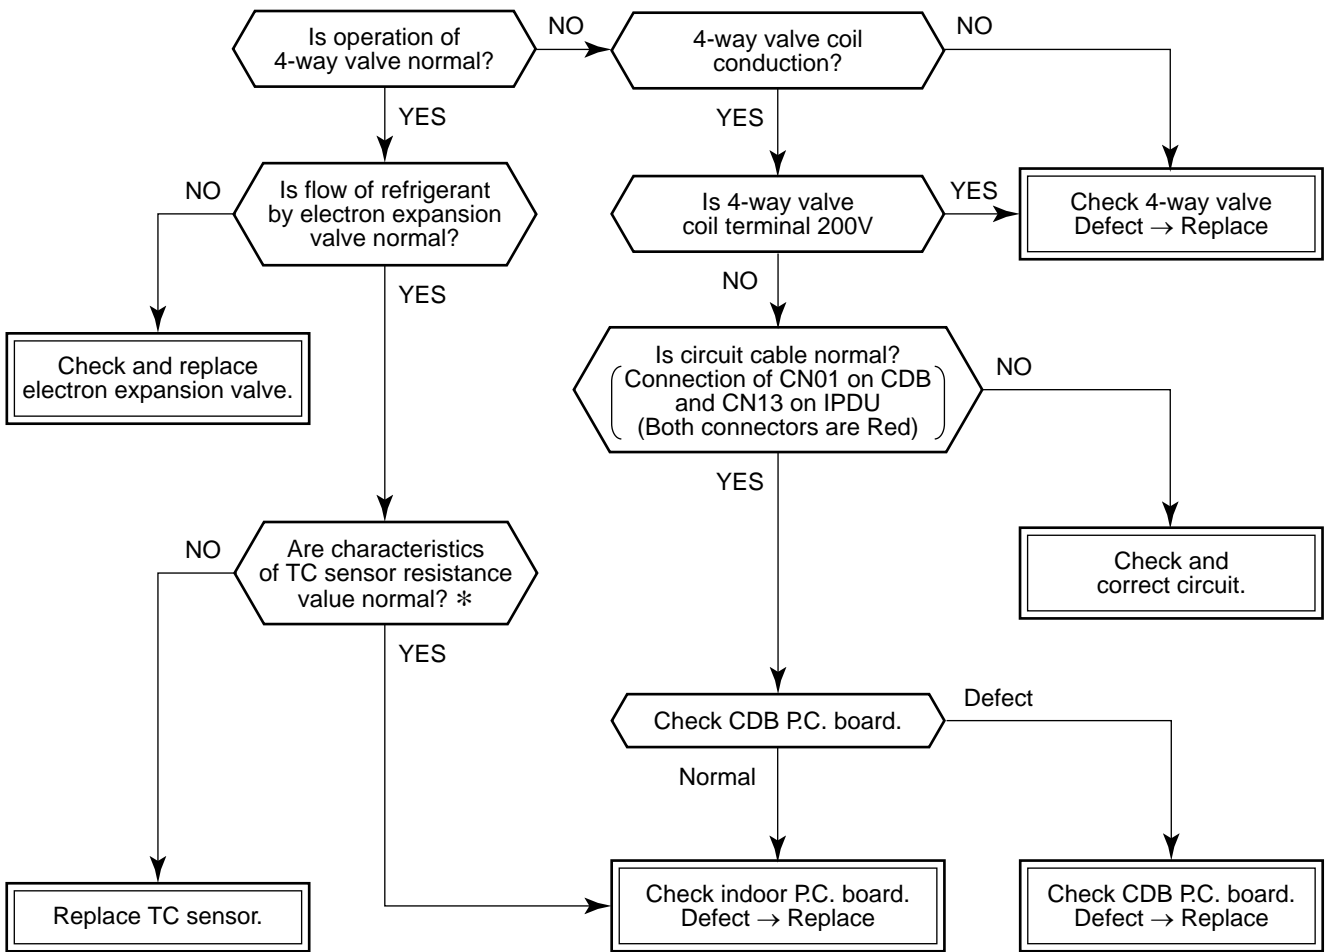 Is operation of
4-way valve normal?
NO
4-way valve coil
conduction?
NO
YES
YES
NO
Is flow of refrigerant
by electron expansion
valve normal?
Is 4-way valve
coil terminal 200V
YES
Check 4-way valve
Defect → Replace
YES
NO
Check and replace
electron expansion valve.
Is circuit cable normal?
Connection of CN01 on CDB
and CN13 on IPDU
(Both connectors are Red)
NO
YES
NO
Are characteristics
of TC sensor resistance
value normal? *
Check and
correct circuit.
YES
Check CDB P.C. board.
Defect
Normal
Replace TC sensor.
Check indoor P.C. board.
Defect → Replace
Check CDB P.C. board.
Defect → Replace